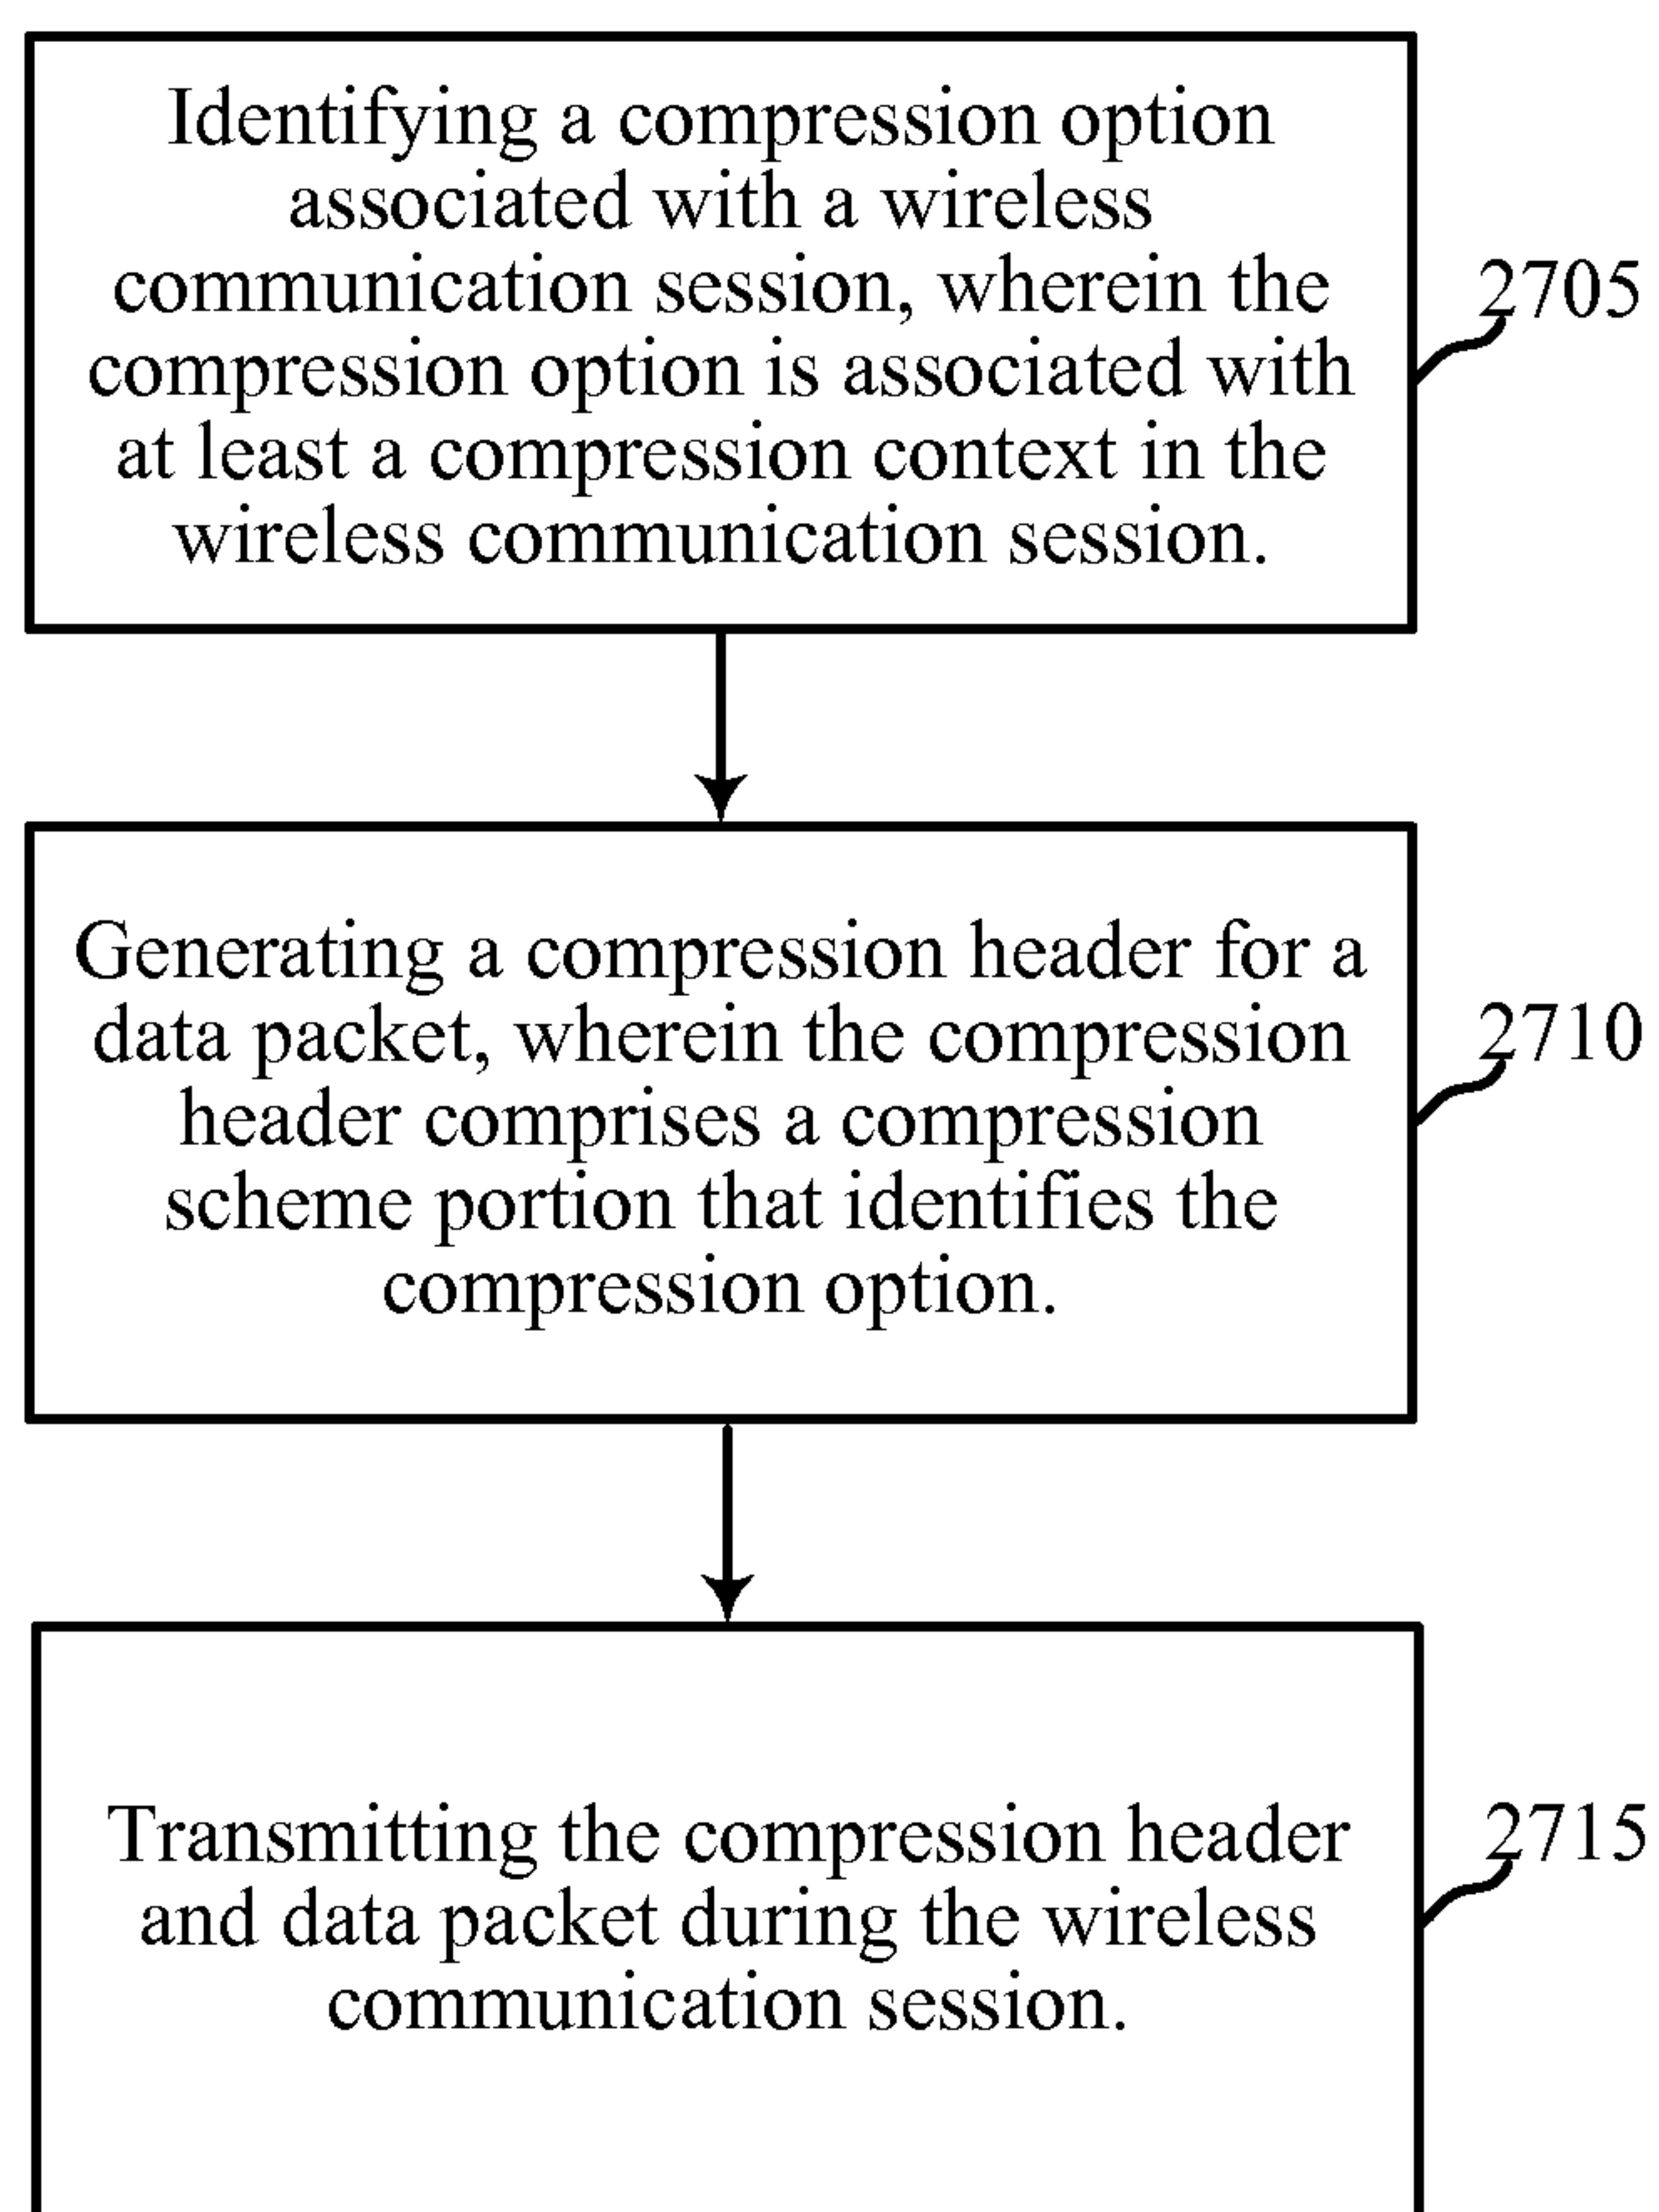 Identifying a compression option
associated with a wireless
communication session, wherein the
compression option is associated with
at least a compression context in the
wireless communication session.
2705
Generating a compression header for a
data packet, wherein the compression
header comprises a compression
scheme portion that identifies the
compression option.
2710
Transmitting the compression header
and data packet during the wireless
communication session.
2715